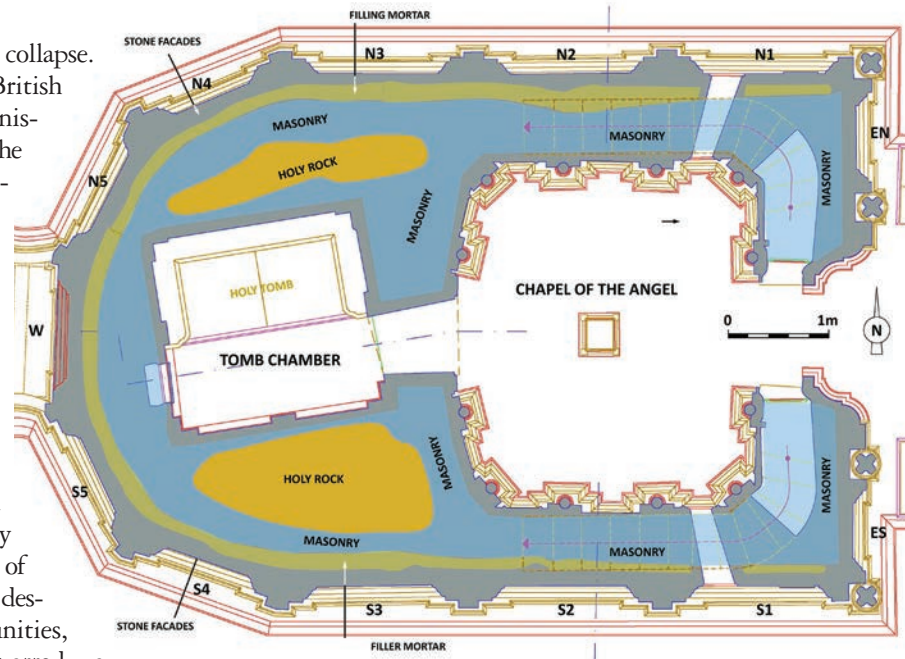 collapse.
British
nis-
he
-
y
of
des-
nities,
FILLING MORTAR
STONE FACADES
N3
N2
N1
N4
MASONRY
MASONRY
EN
HOLY ROCK
N5
MASONRY
MASONRY
HOLY TOMB
CHAPEL OF THE ANGEL
W
TOMB CHAMBER
0 1m
N
MASONRY
HOLY ROCK
S5
MASONRY
MASONRY
MASONRY
ES
S4
S3
S2
S1
STONE FACADES
FILLER MORTAR